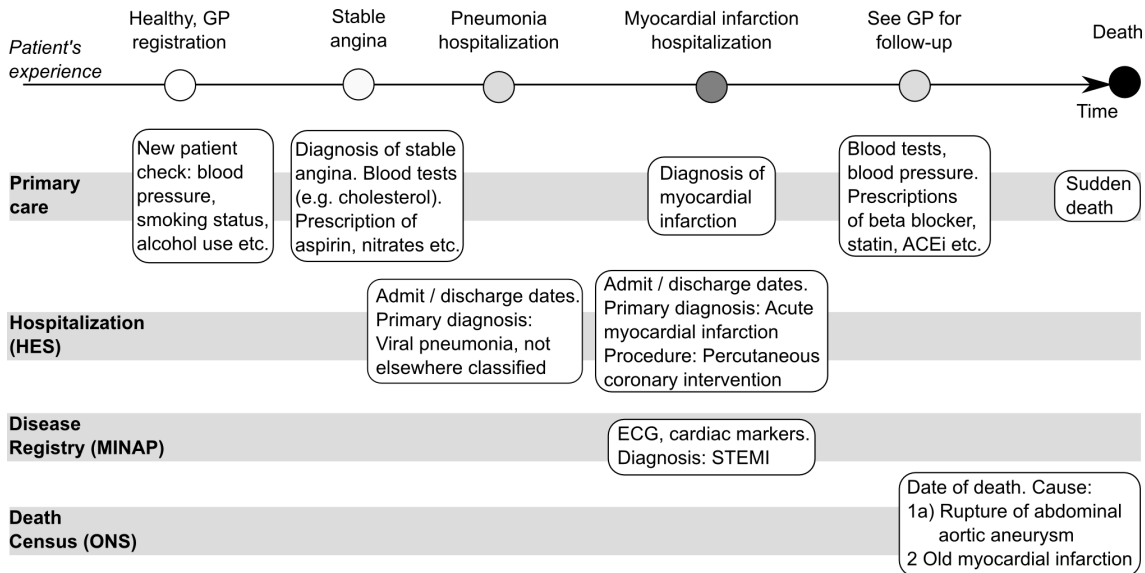 Patient's
experience
Healthy, GP
registration
Stable
angina
Pneumonia
hospitalization
Myocardial infarction
hospitalization
See GP for
follow-up
Death
Time
Primary
care
New patient
check: blood
pressure,
smoking status,
alcohol use etc.
Diagnosis of stable
angina. Blood tests
(e.g. cholesterol).
Prescription of
aspirin, nitrates etc.
Diagnosis of
myocardial
infarction
Blood tests,
blood pressure.
Prescriptions
of beta blocker,
statin, ACEi etc.
Sudden
death
Hospitalization
(HES)
Admit / discharge dates.
Primary diagnosis:
Viral pneumonia, not
elsewhere classified
Admit / discharge dates.
Primary diagnosis: Acute
myocardial infarction
Procedure: Percutaneous
coronary intervention
Disease
Registry (MINAP)
ECG, cardiac markers.
Diagnosis: STEMI
Death
Census (ONS)
Date of death. Cause:
1a) Rupture of abdominal
aortic aneurysm
2 Old myocardial infarction